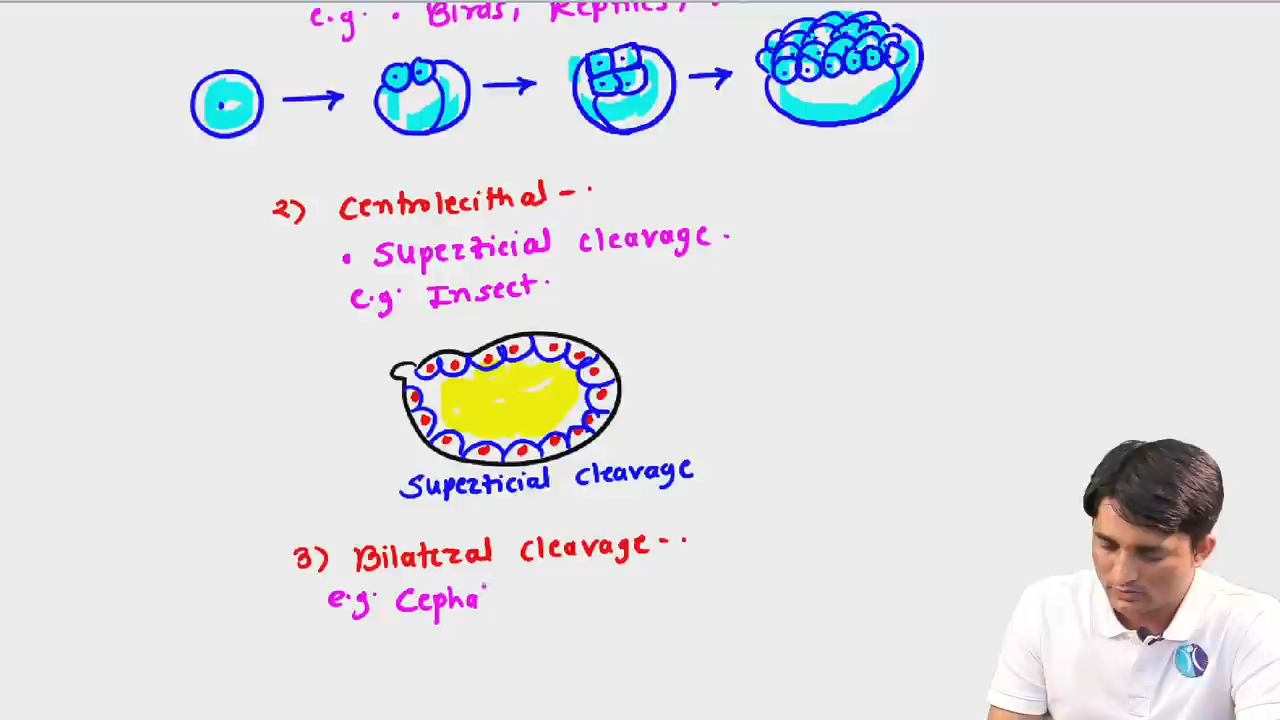 e.g. • Birds, Reptiles, •
2) Centrolecithal -·
• Superficial cleavage.
e.g. Insect.
Superficial cleavage
3) Bilateral cleavage -·
e.g. Cepha